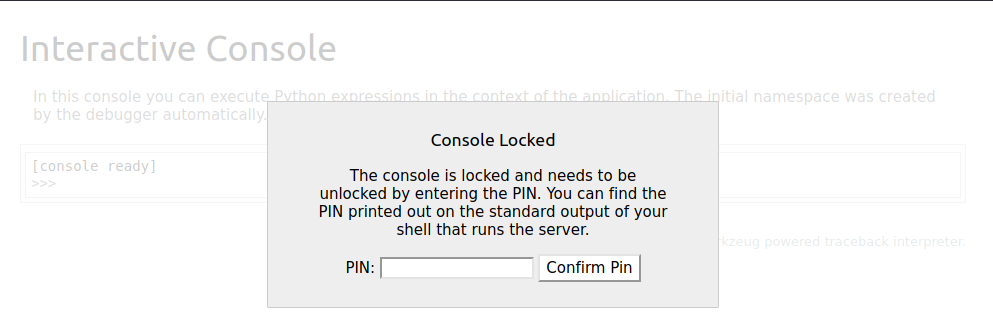 Interactive Console
In this console you can execute Python expressions in the context of the application. The initial namespace was created
by the debugger automatically.
Console Locked
[console ready]
>>>
The console is locked and needs to be
unlocked by entering the PIN. You can find the
PIN printed out on the standard output of your
shell that runs the server.
rkzeug powered traceback interpreter.
PIN:
Confirm Pin